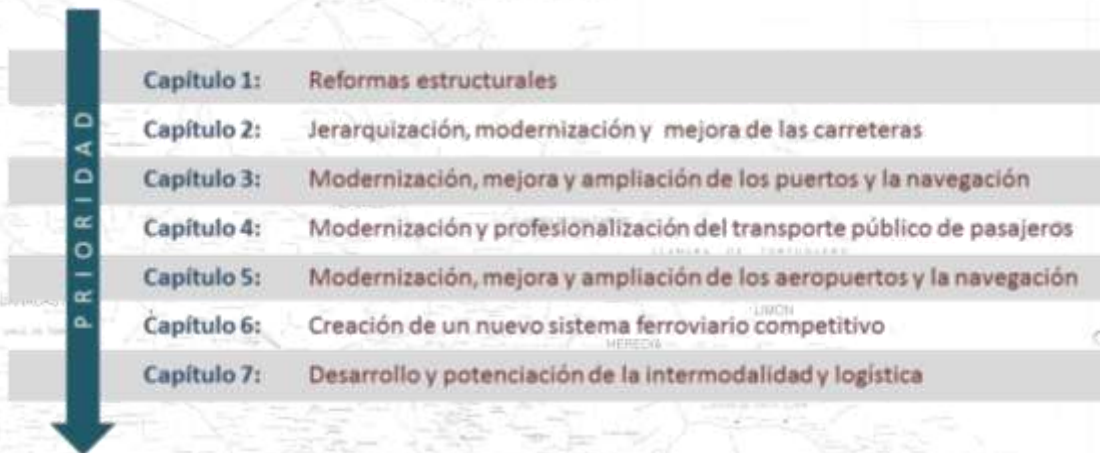 PRIORIDAD
Capítulo 1: Reformas estructurales
Capítulo 2: Jerarquización, modernización y mejora de las carreteras
Capítulo 3: Modernización, mejora y ampliación de los puertos y la navegación
Capítulo 4: Modernización y profesionalización del transporte público de pasajeros
Capítulo 5: Modernización, mejora y ampliación de los aeropuertos y la navegación
LIMON
Capítulo 6: Creación de un nuevo sistema ferroviario competitivo
HEREDIA
Capítulo 7: Desarrollo y potenciación de la intermodalidad y logística